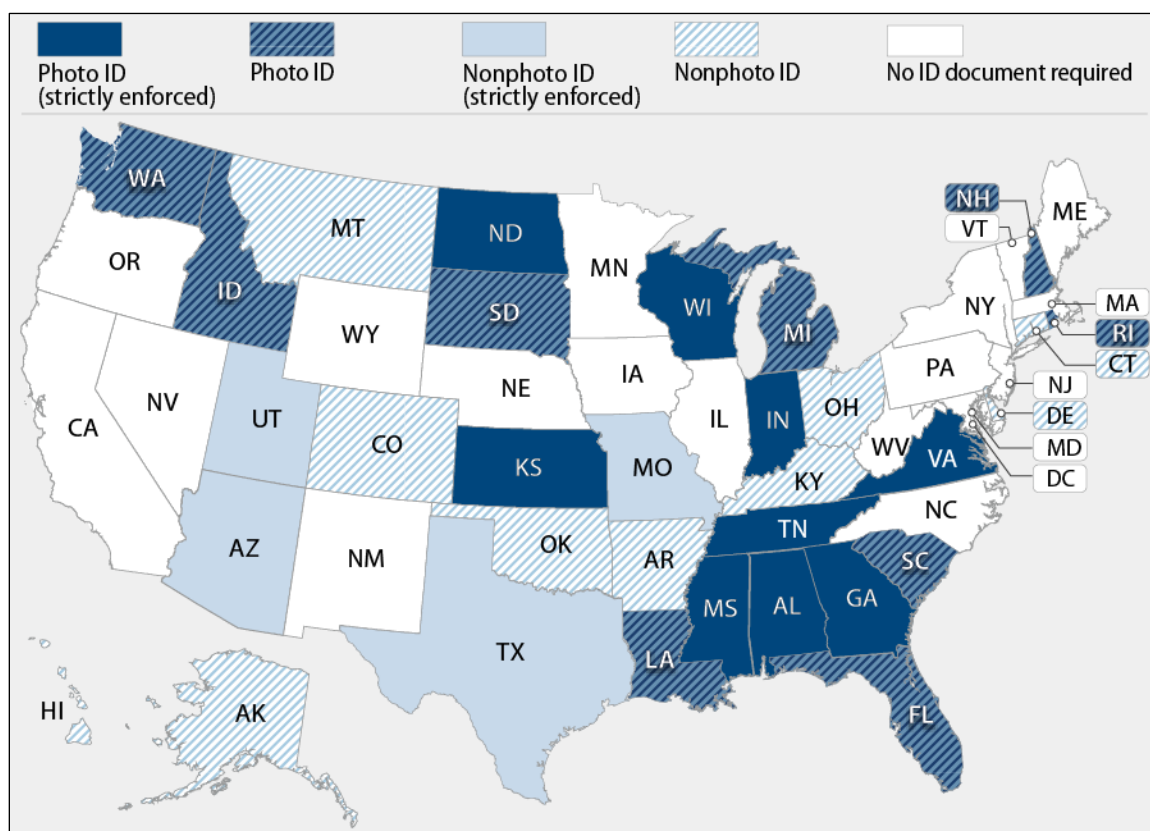 Photo ID
(strictly enforced)
Photo ID
Nonphoto ID
(strictly enforced)
Nonphoto ID
No ID document required
WA
MT
ND
MN
NH
VT
ME
OR
ID
SD
WI
MI
NY
MA
RI
CT
WY
IA
PA
NJ
NE
NV
UT
CO
CA
IL
IN
OH
DE
MD
DC
WV
VA
KS
MO
KY
NC
TN
AZ
NM
OK
AR
SC
MS
AL
GA
TX
LA
FL
HI
AK